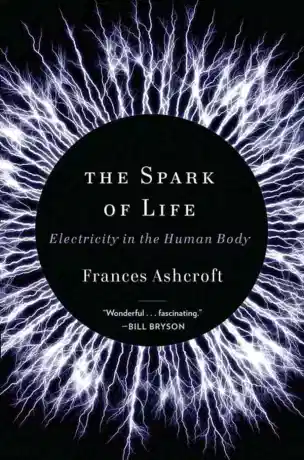 THE SPARK
OF LIFE
Electricity in the Human Body
Frances Ashcroft
"Wonderful . . . fascinating."
—BILL BRYSON